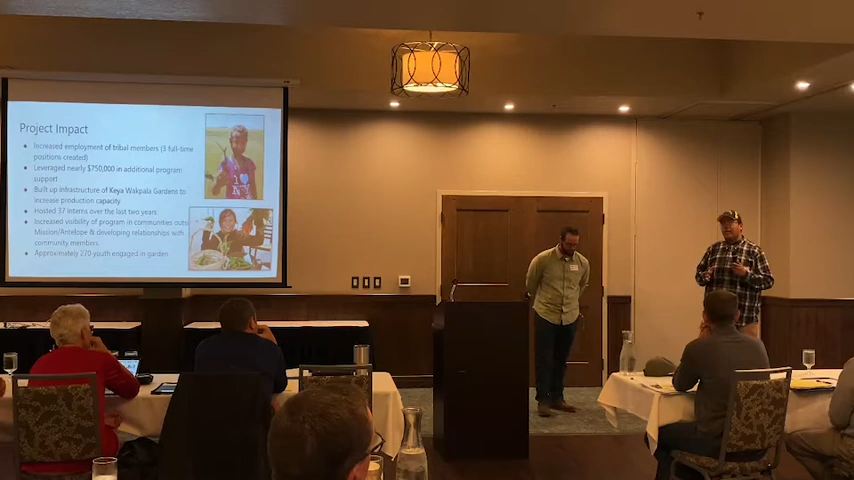 Project Impact
• Increased employment of tribal members (3 full-time
positions created)
• Leveraged nearly $750,000 in additional program
support
• Built up infrastructure of Keya Wakpala Gardens to
increase production capacity
• Hosted 37 interns over the last two years
• Increased visibility of program in communities outs
Mission/Antelope & developing relationships with
community members.
• Approximately 270 youth engaged in garden